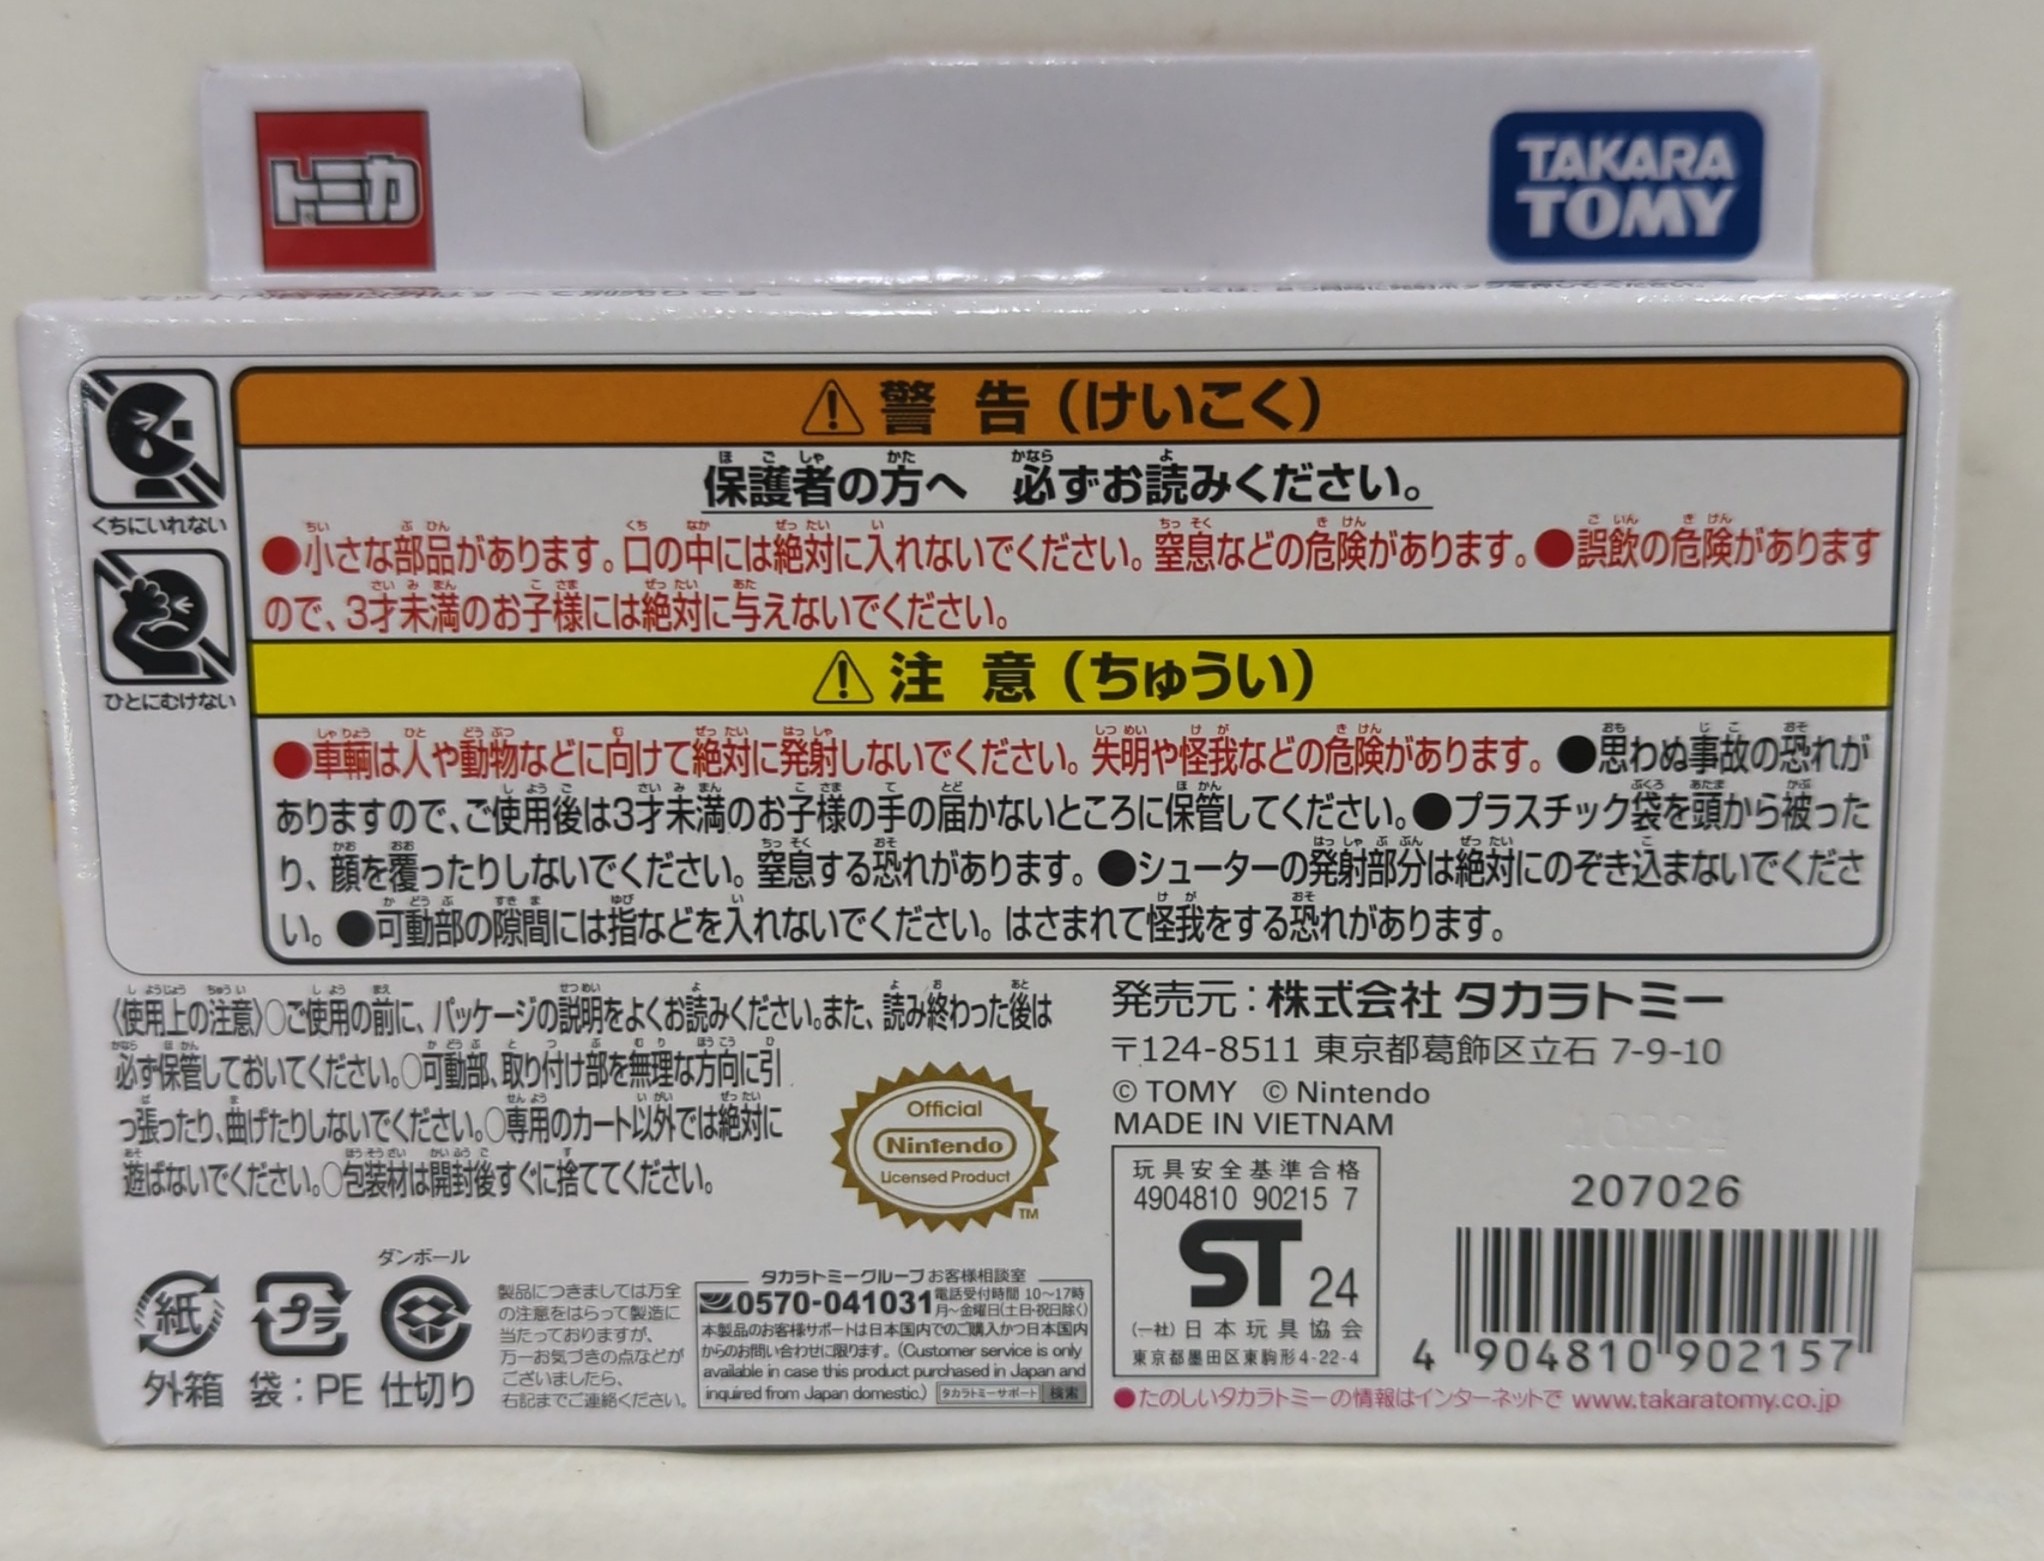 トミカ
TAKARA
TOMY
くちにいれない
ひとにむけない
⚠警 告（けいこく）
保護者の方へ 必ずお読みください。
●小さな部品があります。口の中には絶対に入れないでください。窒息などの危険があります。●誤飲の危険があります
ので、3才未満のお子様には絶対に与えないでください。
⚠注 意（ちゅうい）
●車輌は人や動物などに向けて絶対に発射しないでください。失明や怪我などの危険があります。●思わぬ事故の恐れが
ありますので、ご使用後は3才未満のお子様の手の届かないところに保管してください。●プラスチック袋を頭から被った
り、顔を覆ったりしないでください。窒息する恐れがあります。●シューターの発射部分は絶対にのぞき込まないでくださ
い。●可動部の隙間には指などを入れないでください。はさまれて怪我をする恐れがあります。
〈使用上の注意〉○ご使用の前に、パッケージの説明をよくお読みください。また、読み終わった後は
必ず保管しておいてください。○可動部、取り付け部を無理な方向に引
っ張ったり、曲げたりしないでください。○専用のカート以外では絶対に
遊ばないでください。○包装材は開封後すぐに捨ててください。
Official
Nintendo
Licensed Product
TM
発売元：株式会社 タカラトミー
〒124-8511 東京都葛飾区立石 7-9-10
© TOMY © Nintendo
MADE IN VIETNAM
玩具安全基準合格
4904810 90215 7
ST 24
(一社)日本玩具協会
東京都墨田区東駒形4-22-4
207026
4 904810 902157
紙
外箱
プラ
袋：PE
ダンボール
仕切り
製品につきましては万全
の注意をはらって製造に
当たっておりますが、
万一お気づきの点などが
ございましたら、
右記までご連絡ください。
タカラトミーグループお客様相談室
0570-041031 電話受付時間 10〜17時
月〜金曜日(土日・祝日除く)
本製品のお客様サポートは日本国内でのご購入かつ日本国内
からのお問い合わせに限ります。(Customer service is only
available in case this product purchased in Japan and
inquired from Japan domestic.) タカラトミーサポート 検索
●たのしいタカラトミーの情報はインターネットで www.takaratomy.co.jp